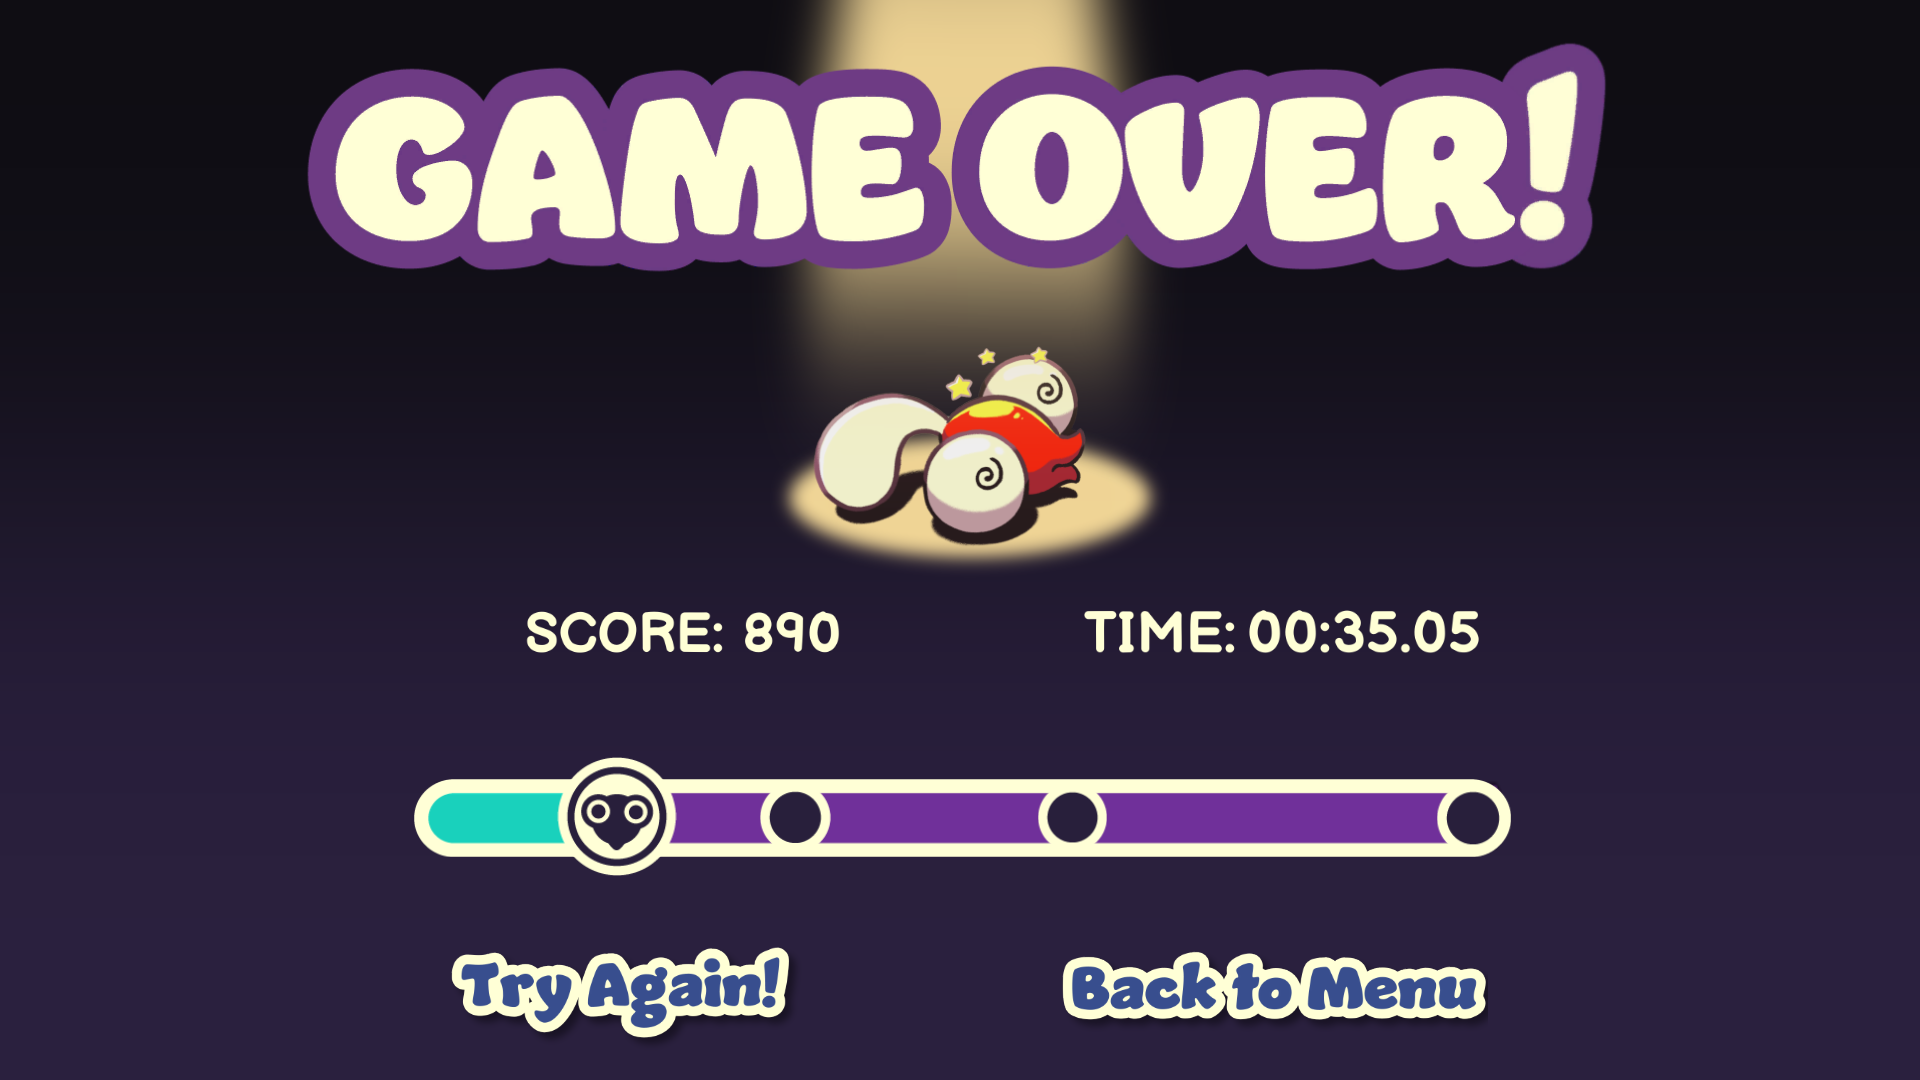 GAME OVER!
SCORE: 890
TIME: 00:35.05
Try Again!
Back to Menu